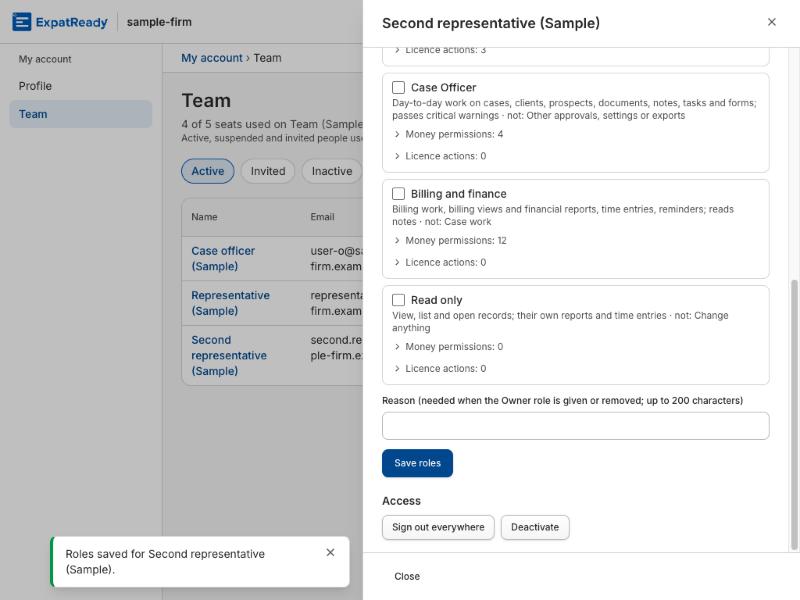 ExpatReady
sample-firm
My account
Profile
Team
My account › Team
Team
4 of 5 seats used on Team (Sample
Active, suspended and invited people us
Active
Invited
Inactive
Name
Email
Case officer
(Sample)
user-o@sa
firm.exam
Representative
(Sample)
representa
firm.exam
Second
representative
(Sample)
second.re
ple-firm.e
Roles saved for Second representative
(Sample).
Second representative (Sample)
Licence actions: 3
Case Officer
Day-to-day work on cases, clients, prospects, documents, notes, tasks and forms;
passes critical warnings · not: Other approvals, settings or exports
Money permissions: 4
Licence actions: 0
Billing and finance
Billing work, billing views and financial reports, time entries, reminders; reads
notes · not: Case work
Money permissions: 12
Licence actions: 0
Read only
View, list and open records; their own reports and time entries · not: Change
anything
Money permissions: 0
Licence actions: 0
Reason (needed when the Owner role is given or removed; up to 200 characters)
Save roles
Access
Sign out everywhere
Deactivate
Close